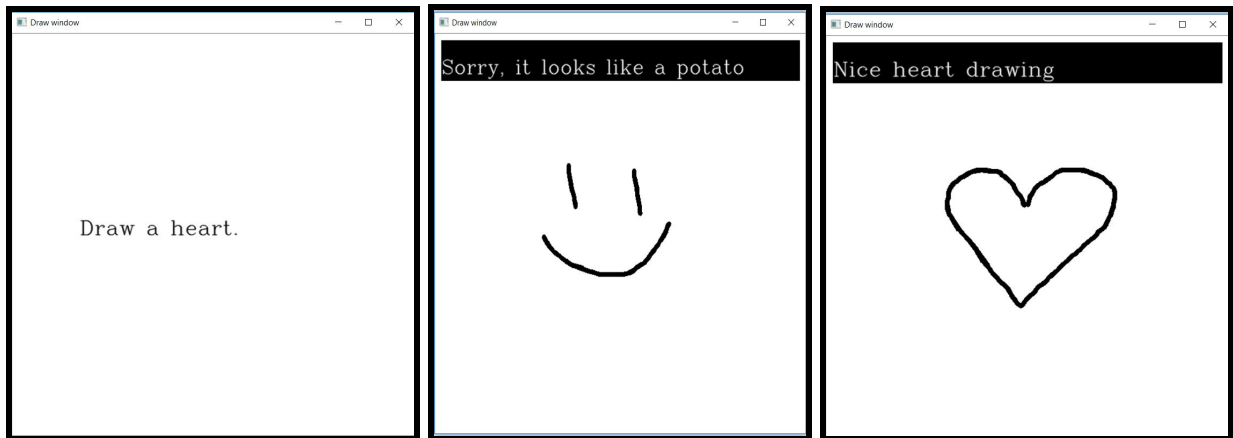 Draw window
Draw a heart.
Draw window
Sorry, it looks like a potato
Draw window
Nice heart drawing